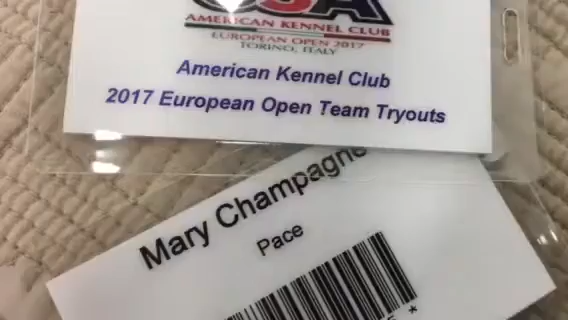 USA
AMERICAN KENNEL CLUB
EUROPEAN OPEN 2017
TORINO, ITALY
American Kennel Club
2017 European Open Team Tryouts
Mary Champagne
Pace
*